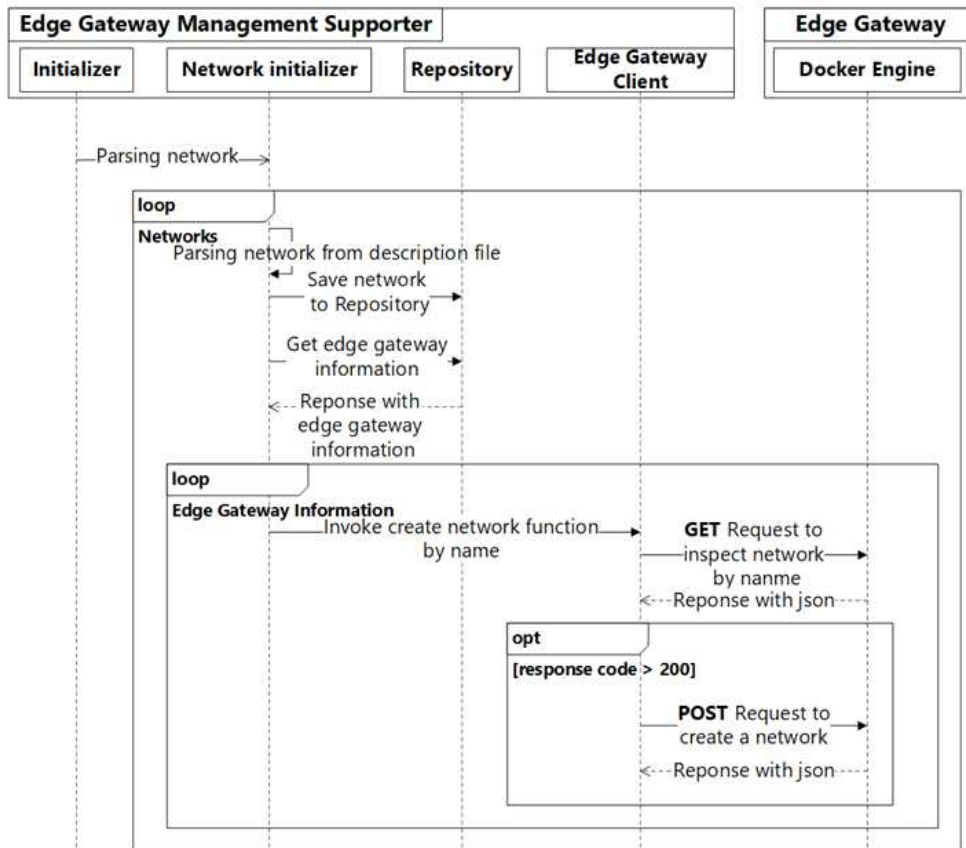 Edge Gateway Management Supporter
Edge Gateway
Initializer
Network initializer
Repository
Edge Gateway
Client
Docker Engine
Parsing network
loop
Networks
Parsing network from description file
Save network
to Repository
Get edge gateway
information
Reponse with
edge gateway
information
loop
Edge Gateway Information
Invoke create network function
by name
GET Request to
inspect network
by nanme
Reponse with json
opt
[response code > 200]
POST Request to
create a network
Reponse with json